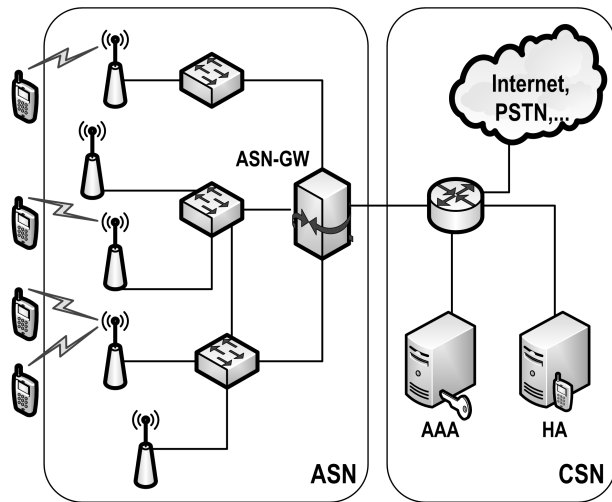 Internet,
PSTN,...
ASN-GW
AAA
HA
ASN
CSN